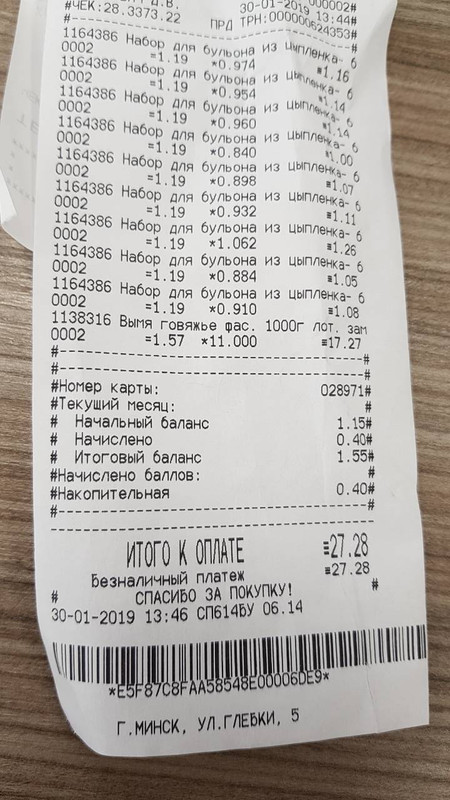 #ЧЕК:28.3373.22 30-01-2019 13:44#
ПРД ТРН:000000624353#
#--------------------------------#
1164386 Набор для бульона из цыпленка- б
0002 =1.19 *0.974 ≡1.16
1164386 Набор для бульона из цыпленка- б
0002 =1.19 *0.954 ≡1.14
1164386 Набор для бульона из цыпленка- б
0002 =1.19 *0.960 ≡1.14
1164386 Набор для бульона из цыпленка- б
0002 =1.19 *0.840 ≡1.00
1164386 Набор для бульона из цыпленка- б
0002 =1.19 *0.898 ≡1.07
1164386 Набор для бульона из цыпленка- б
0002 =1.19 *0.932 ≡1.11
1164386 Набор для бульона из цыпленка- б
0002 =1.19 *1.062 ≡1.26
1164386 Набор для бульона из цыпленка- б
0002 =1.19 *0.884 ≡1.05
1164386 Набор для бульона из цыпленка- б
0002 =1.19 *0.910 ≡1.08
1138316 Вымя говяжье фас. 1000г лот. зам
0002 =1.57 *11.000 ≡17.27
#--------------------------------#
#--------------------------------#
#Номер карты: 028971#
#Текущий месяц: #
# Начальный баланс 1.15#
# Начислено 0.40#
# Итоговый баланс 1.55#
#Начислено баллов: #
#Накопительная 0.40#
#--------------------------------#
----------------------------------
ИТОГО К ОПЛАТЕ ≡27.28
Безналичный платеж ≡27.28
# СПАСИБО ЗА ПОКУПКУ! #
30-01-2019 13:46 СП614БУ 06.14
*E5F87C8FAA58548E00006DE9*
Г.МИНСК, УЛ.ГЛЕБКИ, 5